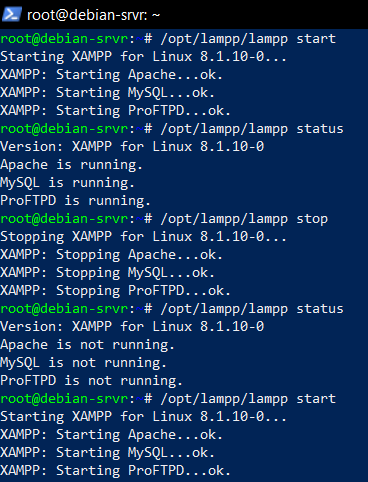 root@debian-srvr: ~
root@debian-srvr: # /opt/lampp/lampp start
Starting XAMPP for Linux 8.1.10-0...
XAMPP: Starting Apache...ok.
XAMPP: Starting MySQL...ok.
XAMPP: Starting ProFTPD...ok.
root@debian-srvr: # /opt/lampp/lampp status
Version: XAMPP for Linux 8.1.10-0
Apache is running.
MySQL is running.
ProFTPD is running.
root@debian-srvr: # /opt/lampp/lampp stop
Stopping XAMPP for Linux 8.1.10-0...
XAMPP: Stopping Apache...ok.
XAMPP: Stopping MySQL...ok.
XAMPP: Stopping ProFTPD...ok.
root@debian-srvr: # /opt/lampp/lampp status
Version: XAMPP for Linux 8.1.10-0
Apache is not running.
MySQL is not running.
ProFTPD is not running.
root@debian-srvr: # /opt/lampp/lampp start
Starting XAMPP for Linux 8.1.10-0...
XAMPP: Starting Apache...ok.
XAMPP: Starting MySQL...ok.
XAMPP: Starting ProFTPD...ok.